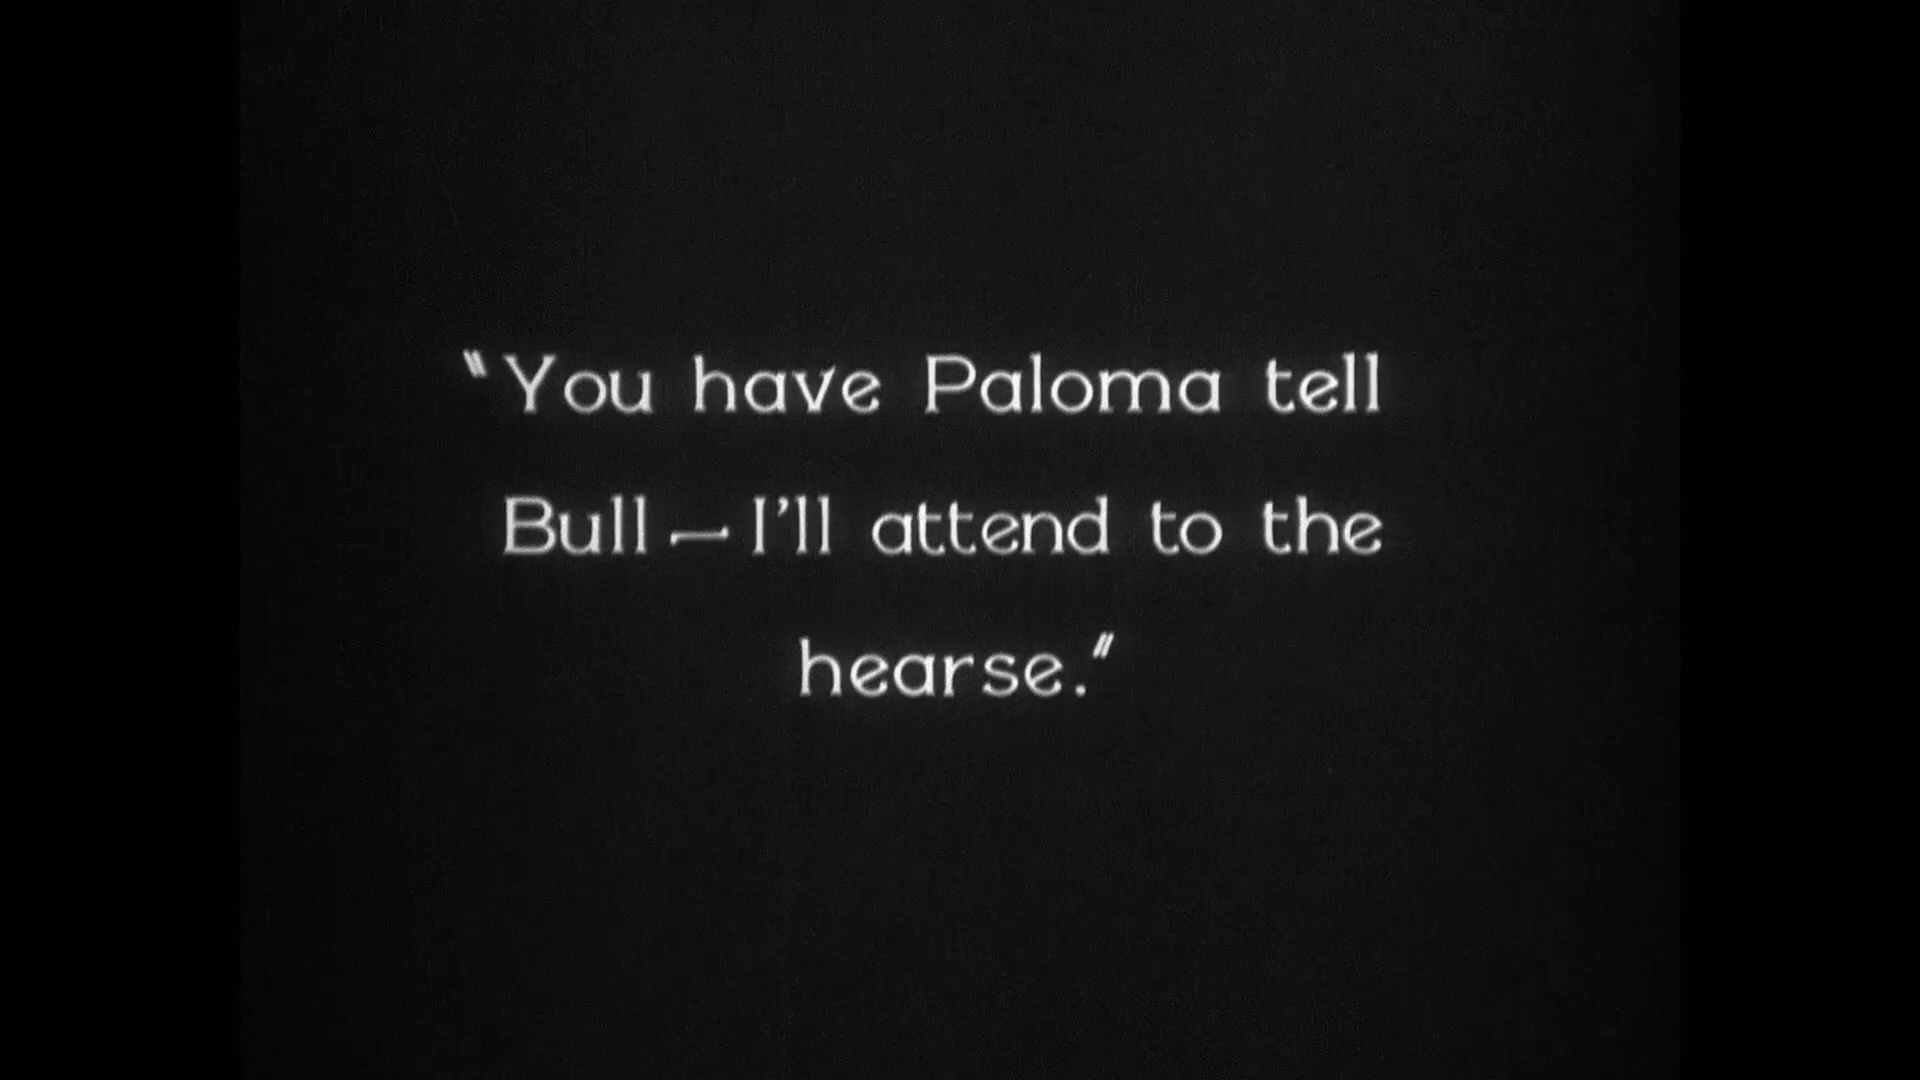 "You have Paloma tell
Bull – I'll attend to the
hearse."